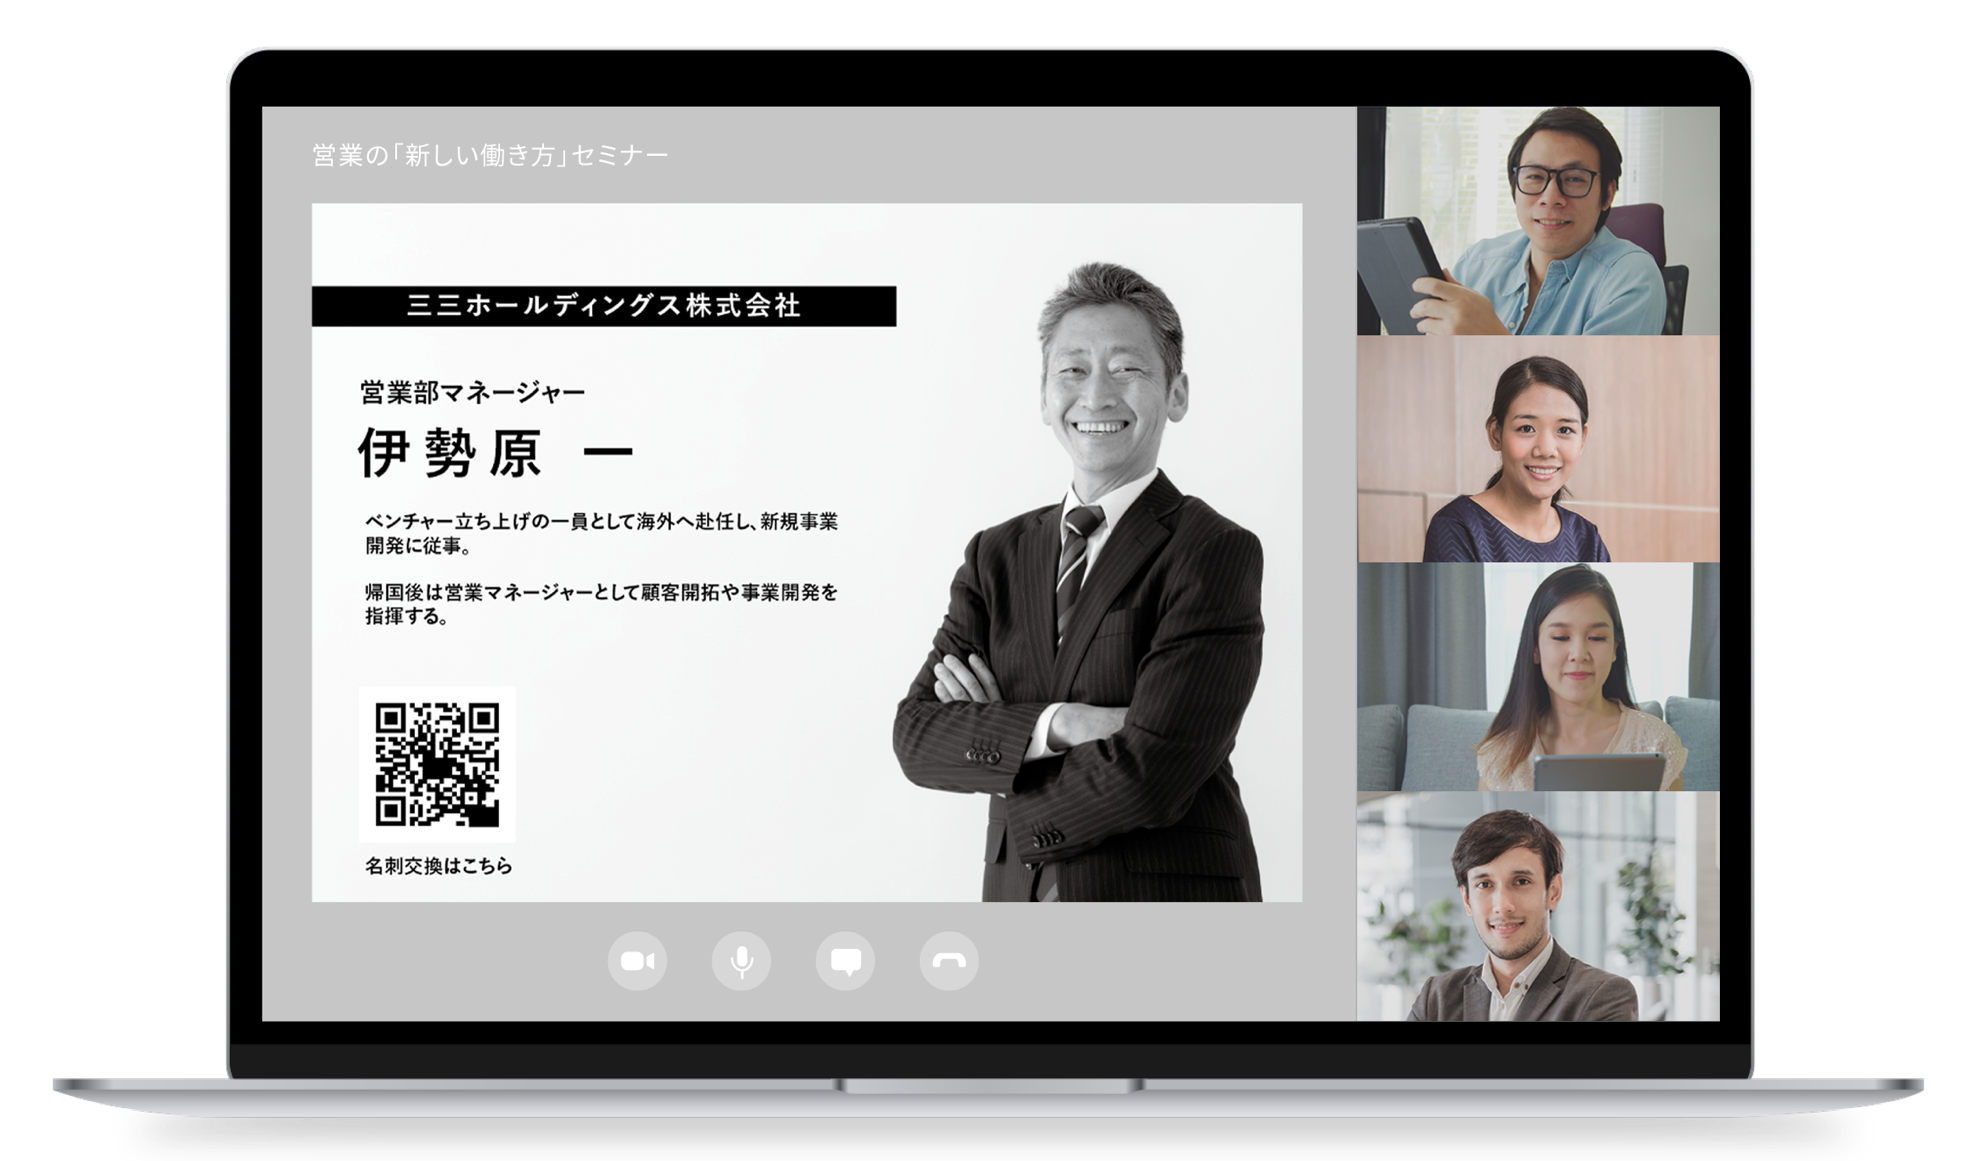 営業の「新しい働き方」セミナー
三三ホールディングス株式会社
営業部マネージャー
伊勢原 一
ベンチャー立ち上げの一員として海外へ赴任し、新規事業
開発に従事。
帰国後は営業マネージャーとして顧客開拓や事業開発を
指揮する。
名刺交換はこちら